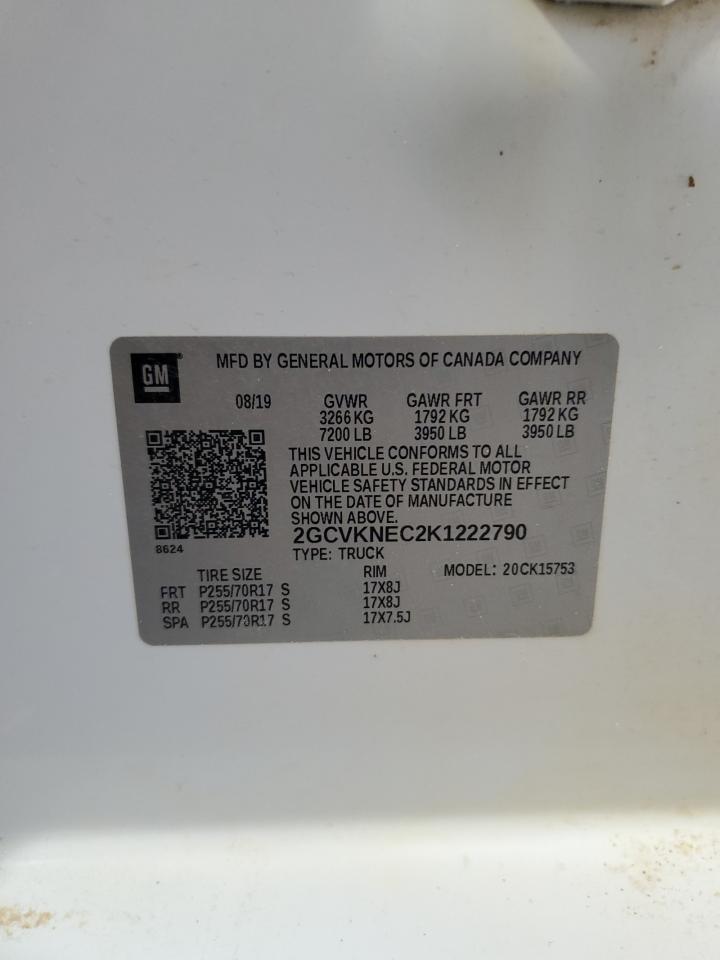 GM
MFD BY GENERAL MOTORS OF CANADA COMPANY
08/19 GVWR GAWR FRT GAWR RR
3266 KG 1792 KG 1792 KG
7200 LB 3950 LB 3950 LB
THIS VEHICLE CONFORMS TO ALL
APPLICABLE U.S. FEDERAL MOTOR
VEHICLE SAFETY STANDARDS IN EFFECT
ON THE DATE OF MANUFACTURE
SHOWN ABOVE.
2GCVKNEC2K1222790
8624
TYPE: TRUCK
TIRE SIZE RIM MODEL: 20CK15753
FRT P255/70R17 S 17X8J
RR P255/70R17 S 17X8J
SPA P255/70R17 S 17X7.5J